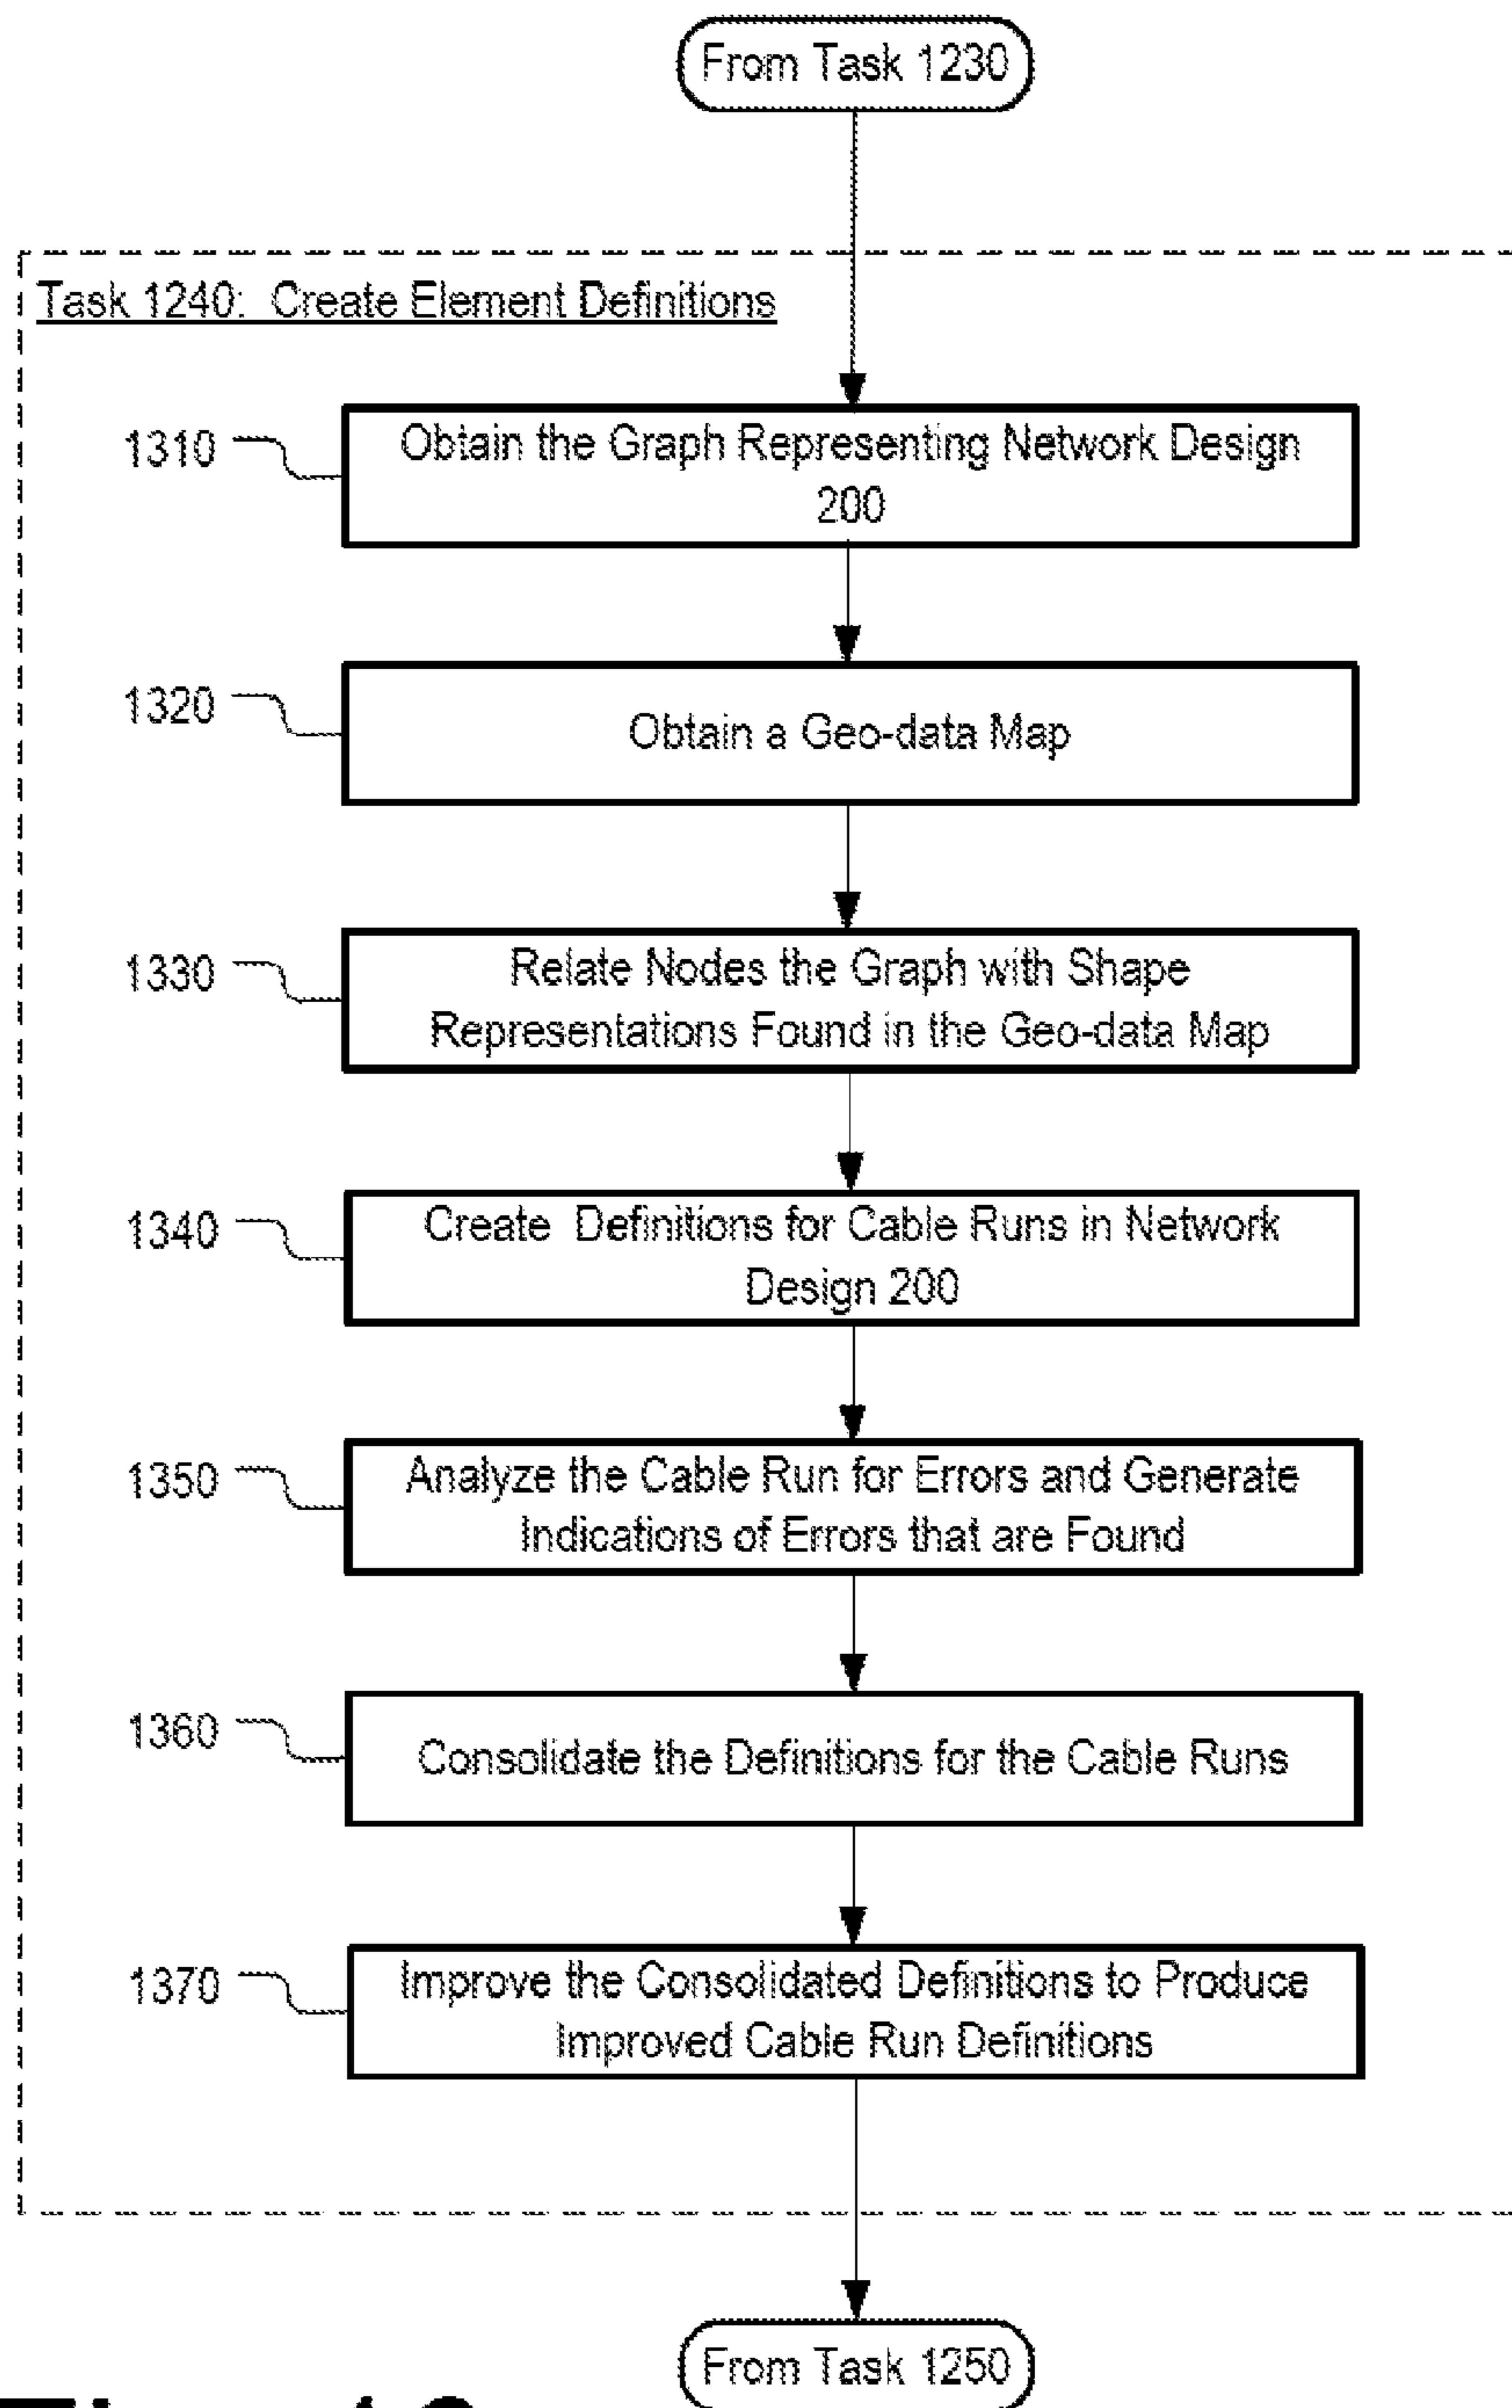 From Task 1230
Task 1240: Create Element Definitions
1310
Obtain the Graph Representing Network Design
200
1320
Obtain a Geo-data Map
1330
Relate Nodes the Graph with Shape
Representations Found in the Geo-data Map
1340
Create Definitions for Cable Runs in Network
Design 200
1350
Analyze the Cable Run for Errors and Generate
Indications of Errors that are Found
1360
Consolidate the Definitions for the Cable Runs
1370
Improve the Consolidated Definitions to Produce
Improved Cable Run Definitions
From Task 1250